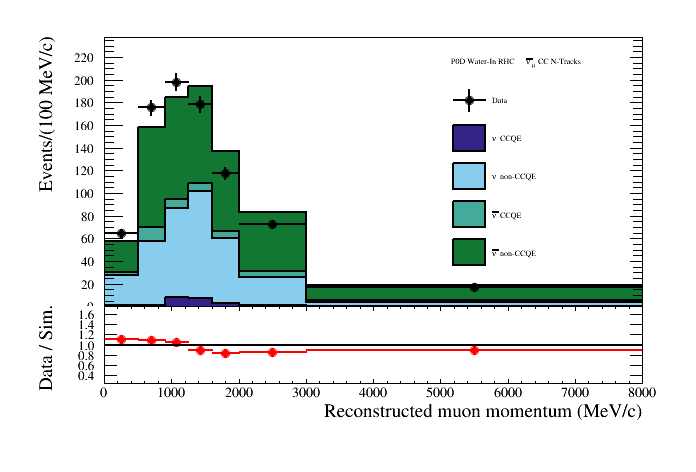 P0D Water-In RHC ν̅μ CC N-Tracks
Data
ν CCQE
ν non-CCQE
ν̅ CCQE
ν̅ non-CCQE
Events/(100 MeV/c)
220
200
180
160
140
120
100
80
60
40
20
0
Data / Sim.
1.6
1.4
1.2
1.0
0.8
0.6
0.4
0 1000 2000 3000 4000 5000 6000 7000 8000
Reconstructed muon momentum (MeV/c)